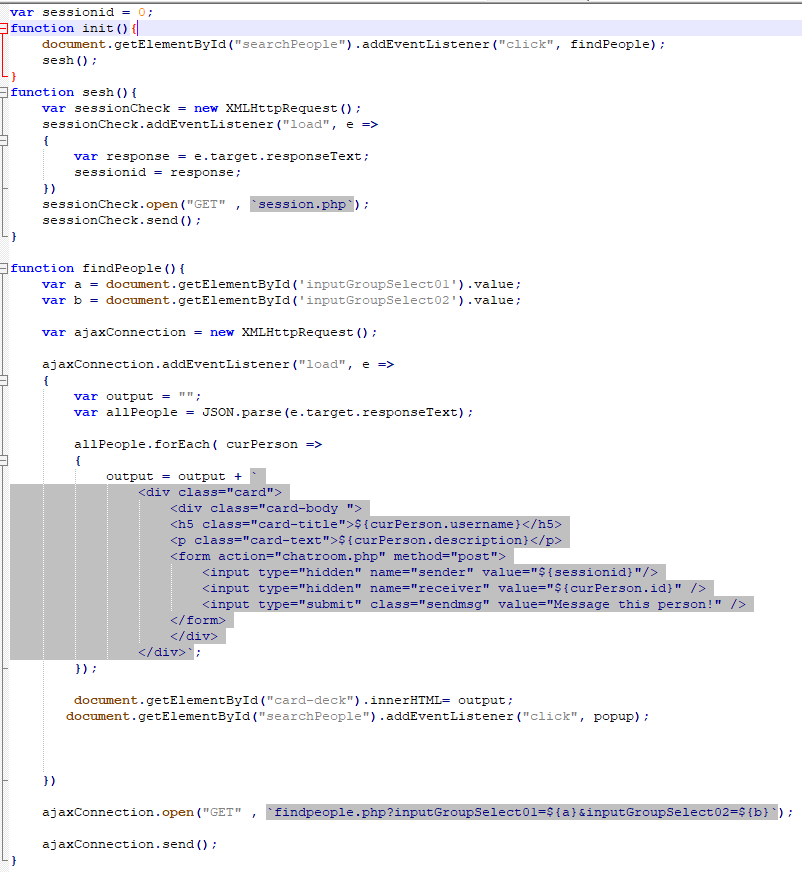 var sessionid = 0;
function init(){
document.getElementById("searchPeople").addEventListener("click", findPeople);
sesh();
}
function sesh(){
var sessionCheck = new XMLHttpRequest();
sessionCheck.addEventListener("load", e =>
{
var response = e.target.responseText;
sessionid = response;
})
sessionCheck.open("GET" , `session.php`);
sessionCheck.send();
}
function findPeople(){
var a = document.getElementById('inputGroupSelect01').value;
var b = document.getElementById('inputGroupSelect02').value;
var ajaxConnection = new XMLHttpRequest();
ajaxConnection.addEventListener("load", e =>
{
var output = "";
var allPeople = JSON.parse(e.target.responseText);
allPeople.forEach( curPerson =>
{
output = output + `
<div class="card">
<div class="card-body ">
<h5 class="card-title">${curPerson.username}</h5>
<p class="card-text">${curPerson.description}</p>
<form action="chatroom.php" method="post">
<input type="hidden" name="sender" value="${sessionid}"/>
<input type="hidden" name="receiver" value="${curPerson.id}" />
<input type="submit" class="sendmsg" value="Message this person!" />
</form>
</div>
</div>`;
});
document.getElementById("card-deck").innerHTML= output;
document.getElementById("searchPeople").addEventListener("click", popup);
})
ajaxConnection.open("GET" , `findpeople.php?inputGroupSelect01=${a}&inputGroupSelect02=${b}`);
ajaxConnection.send();
}